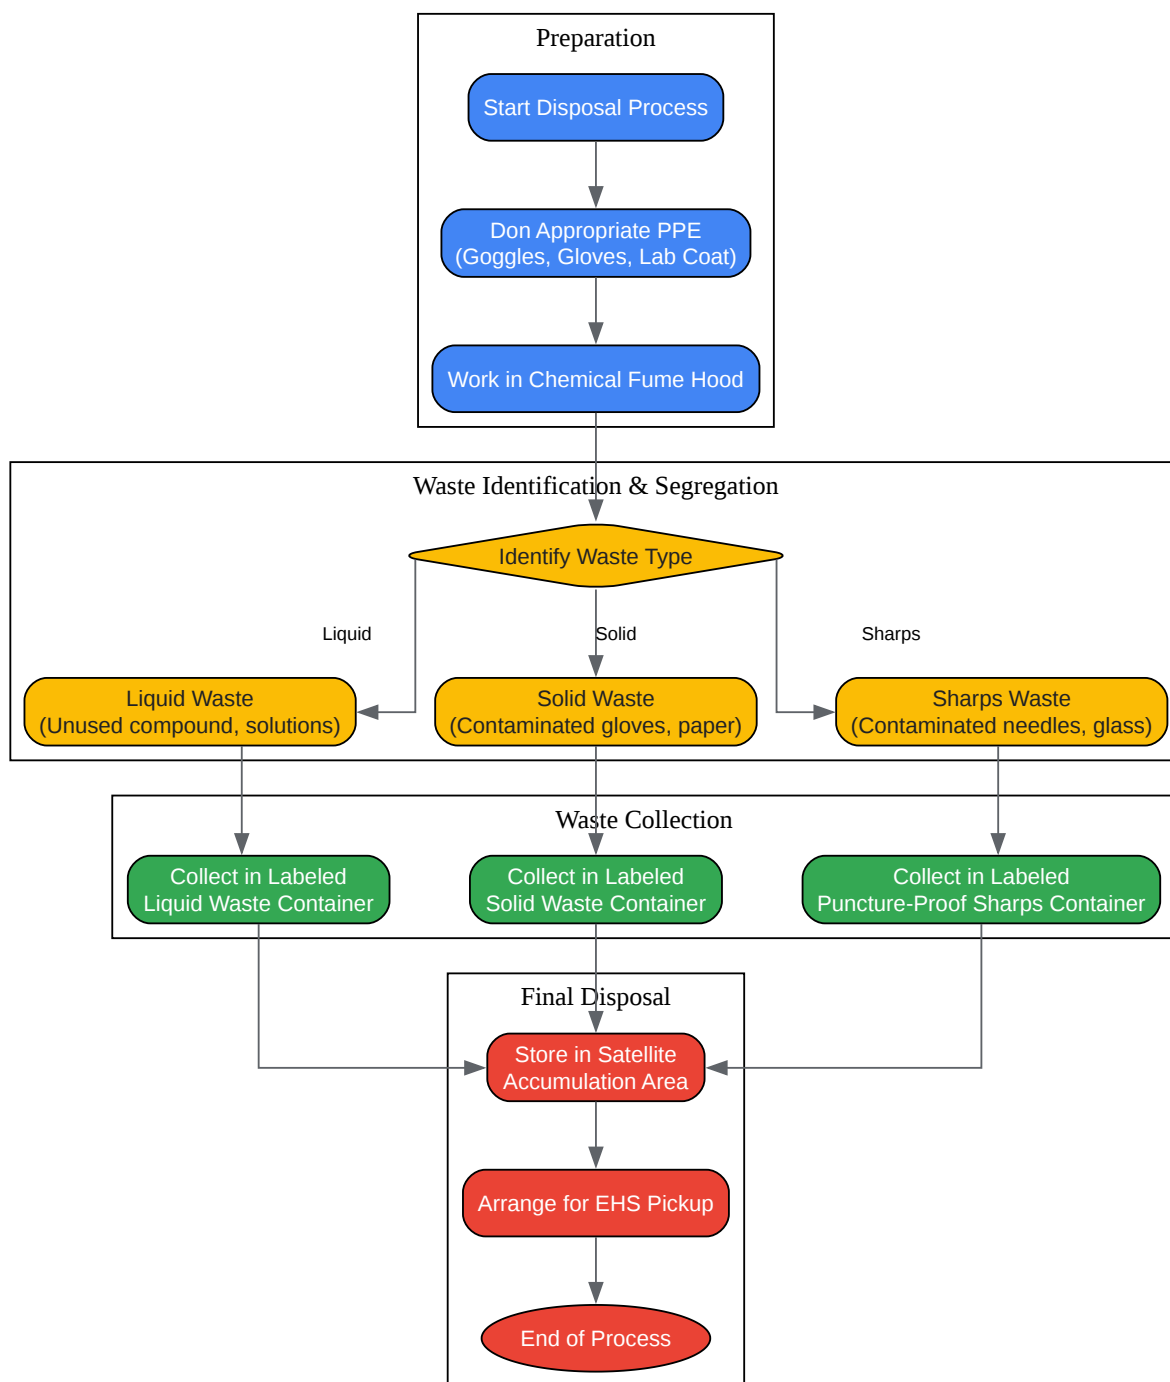 Preparation
Start Disposal Process
Don Appropriate PPE
(Goggles, Gloves, Lab Coat)
Work in Chemical Fume Hood
Waste Identification & Segregation
Identify Waste Type
Liquid
Solid
Sharps
Liquid Waste
(Unused compound, solutions)
Solid Waste
(Contaminated gloves, paper)
Sharps Waste
(Contaminated needles, glass)
Waste Collection
Collect in Labeled
Liquid Waste Container
Collect in Labeled
Solid Waste Container
Collect in Labeled
Puncture-Proof Sharps Container
Final Disposal
Store in Satellite
Accumulation Area
Arrange for EHS Pickup
End of Process